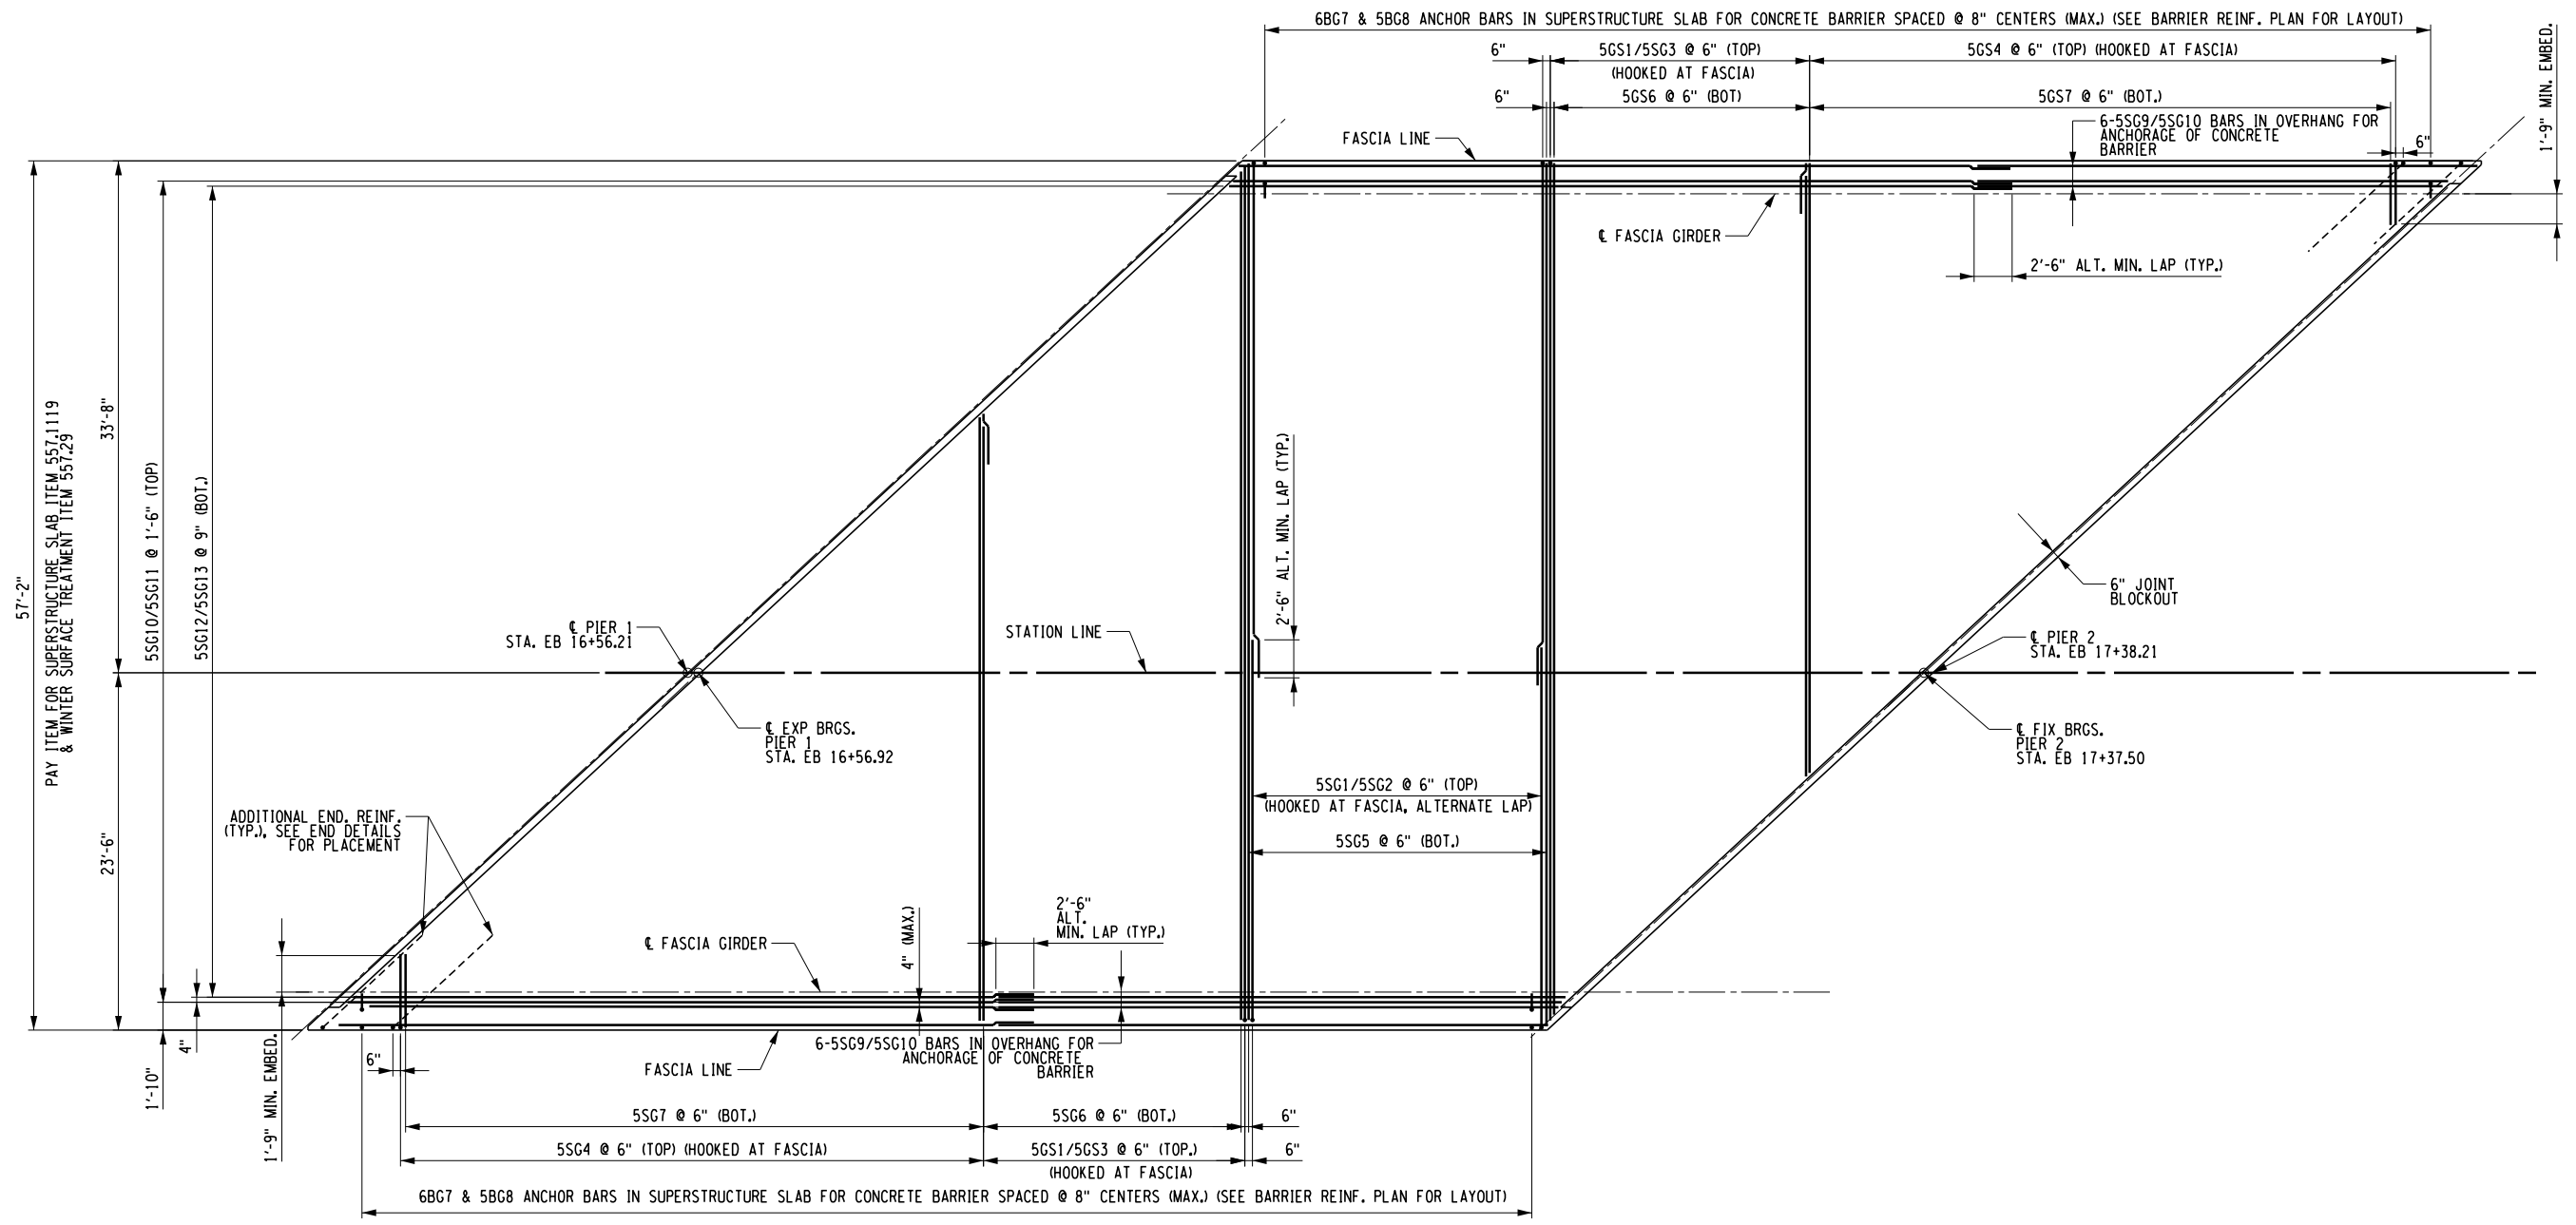 6BG7 & 5BG8 ANCHOR BARS IN SUPERSTRUCTURE SLAB FOR CONCRETE BARRIER SPACED @ 8" CENTERS (MAX.) (SEE BARRIER REINF. PLAN FOR LAYOUT)
6"
5GS1/5SG3 @ 6" (TOP)
(HOOKED AT FASCIA)
5GS4 @ 6" (TOP) (HOOKED AT FASCIA)
6"
5GS6 @ 6" (BOT)
5GS7 @ 6" (BOT.)
1'-9" MIN. EMBED.
FASCIA LINE
6-5SG9/5SG10 BARS IN OVERHANG FOR
ANCHORAGE OF CONCRETE
BARRIER
6"
℄ FASCIA GIRDER
2'-6" ALT. MIN. LAP (TYP.)
57'-2"
PAY ITEM FOR SUPERSTRUCTURE SLAB ITEM 557.1119
& WINTER SURFACE TREATMENT ITEM 557.29
33'-8"
5SG10/5SG11 @ 1'-6" (TOP)
5SG12/5SG13 @ 9" (BOT.)
2'-6" ALT. MIN. LAP (TYP.)
6" JOINT
BLOCKOUT
℄ PIER 1
STA. EB 16+56.21
STATION LINE
℄ PIER 2
STA. EB 17+38.21
℄ EXP BRGS.
PIER 1
STA. EB 16+56.92
℄ FIX BRGS.
PIER 2
STA. EB 17+37.50
5SG1/5SG2 @ 6" (TOP)
(HOOKED AT FASCIA, ALTERNATE LAP)
5SG5 @ 6" (BOT.)
ADDITIONAL END. REINF.
(TYP.), SEE END DETAILS
FOR PLACEMENT
23'-6"
℄ FASCIA GIRDER
4" (MAX.)
2'-6"
ALT.
MIN. LAP (TYP.)
4"
1'-10"
1'-9" MIN. EMBED.
6"
FASCIA LINE
6-5SG9/5SG10 BARS IN OVERHANG FOR
ANCHORAGE OF CONCRETE
BARRIER
5SG7 @ 6" (BOT.)
5SG6 @ 6" (BOT.)
6"
5SG4 @ 6" (TOP) (HOOKED AT FASCIA)
5GS1/5GS3 @ 6" (TOP.)
(HOOKED AT FASCIA)
6"
6BG7 & 5BG8 ANCHOR BARS IN SUPERSTRUCTURE SLAB FOR CONCRETE BARRIER SPACED @ 8" CENTERS (MAX.) (SEE BARRIER REINF. PLAN FOR LAYOUT)